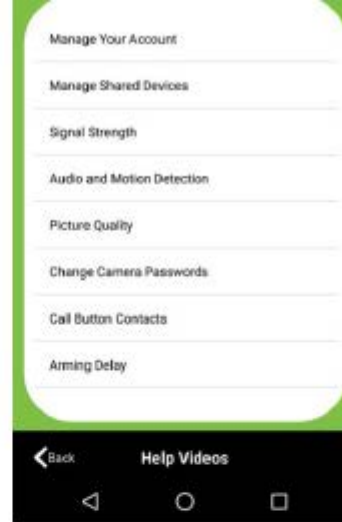 Manage Your Account
Manage Shared Devices
Signal Strength
Audio and Motion Detection
Picture Quality
Change Camera Passwords
Call Button Contacts
Arming Delay
Back Help Videos